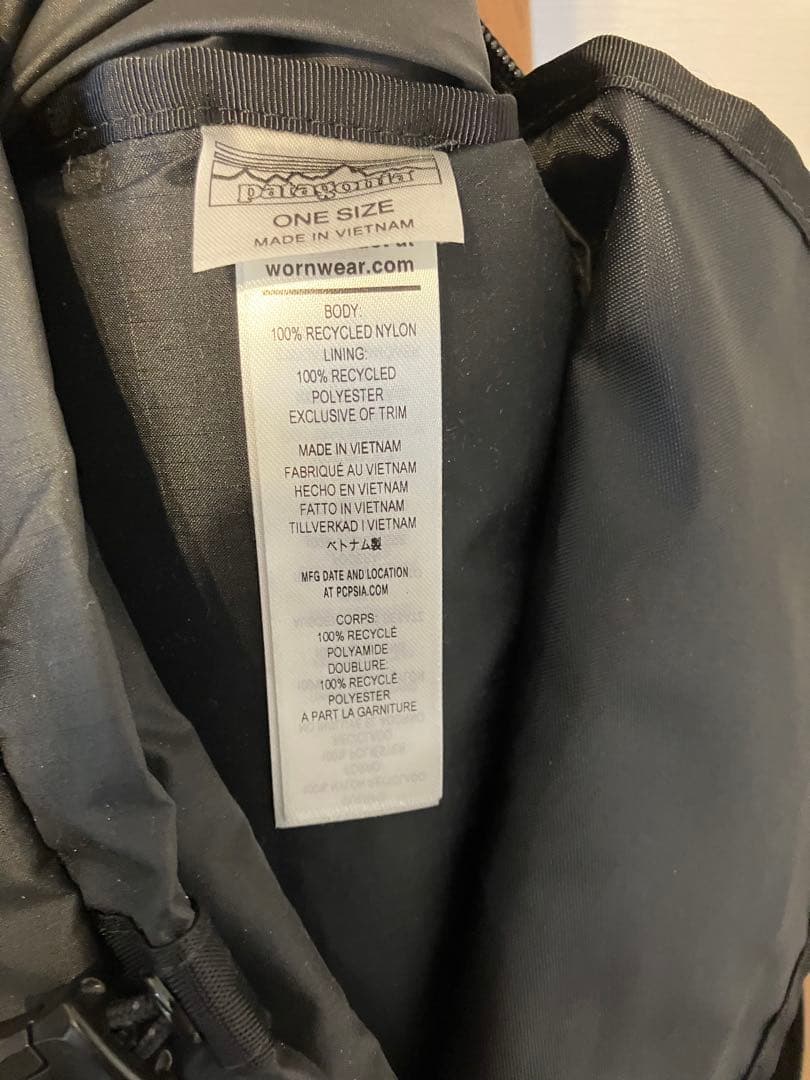 patagonia
ONE SIZE
MADE IN VIETNAM
wornwear.com
BODY:
100% RECYCLED NYLON
LINING:
100% RECYCLED
POLYESTER
EXCLUSIVE OF TRIM
MADE IN VIETNAM
FABRIQUÉ AU VIETNAM
HECHO EN VIETNAM
FATTO IN VIETNAM
TILLVERKAD I VIETNAM
ベトナム製
MFG DATE AND LOCATION
AT PCPSIA.COM
CORPS:
100% RECYCLÉ
POLYAMIDE
DOUBLURE:
100% RECYCLÉ
POLYESTER
A PART LA GARNITURE